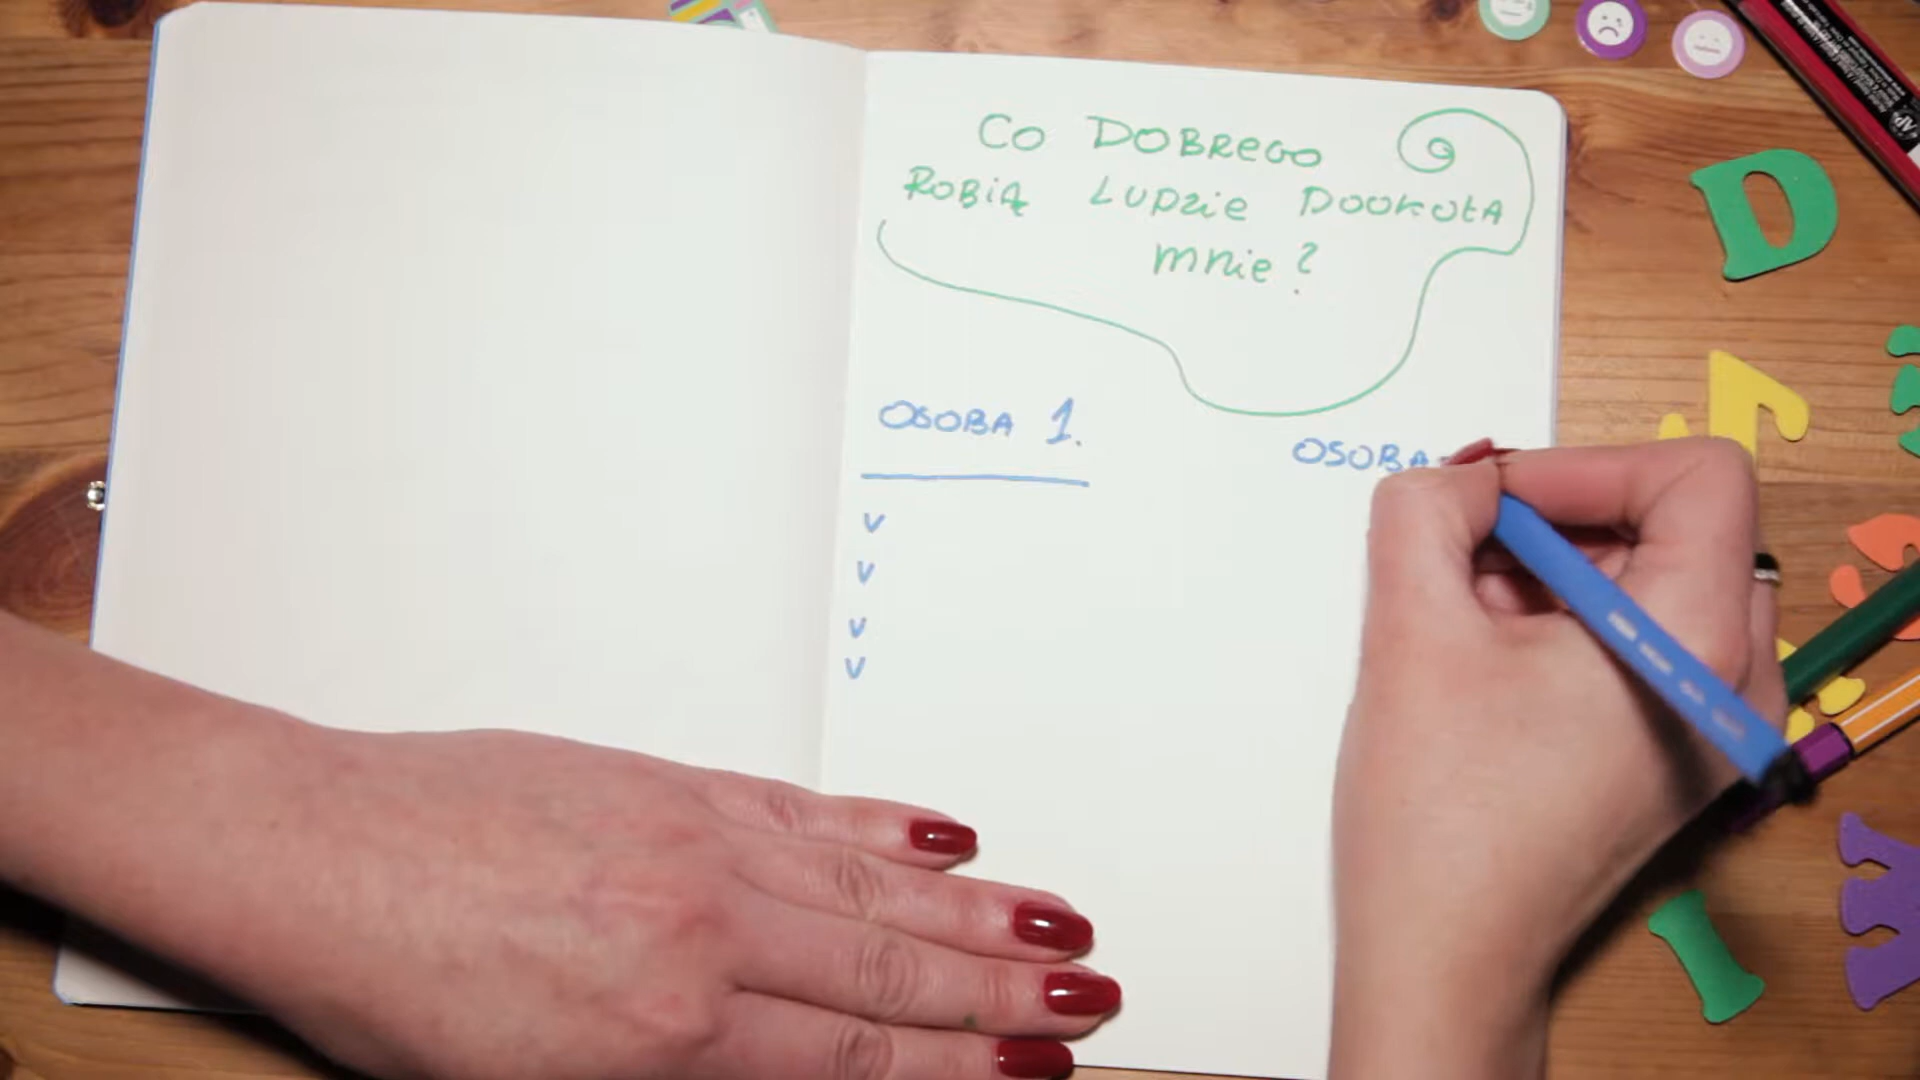 CO DOBREGO
ROBIĄ LUDZIE DOOKOŁA
MNIE?
OSOBA 1.
OSOBA
V
V
V
V